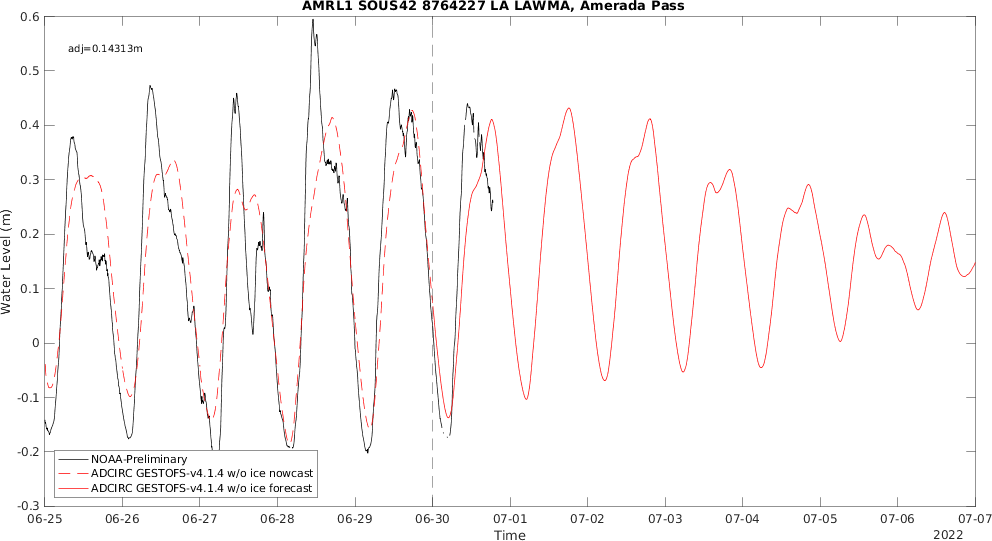 AMRL1 SOUS42 8764227 LA LAWMA, Amerada Pass
adj=0.14313m
Water Level (m)
0.6
0.5
0.4
0.3
0.2
0.1
0
-0.1
-0.2
-0.3
NOAA-Preliminary
ADCIRC GESTOFS-v4.1.4 w/o ice nowcast
ADCIRC GESTOFS-v4.1.4 w/o ice forecast
06-25 06-26 06-27 06-28 06-29 06-30 07-01 07-02 07-03 07-04 07-05 07-06 07-07
Time
2022